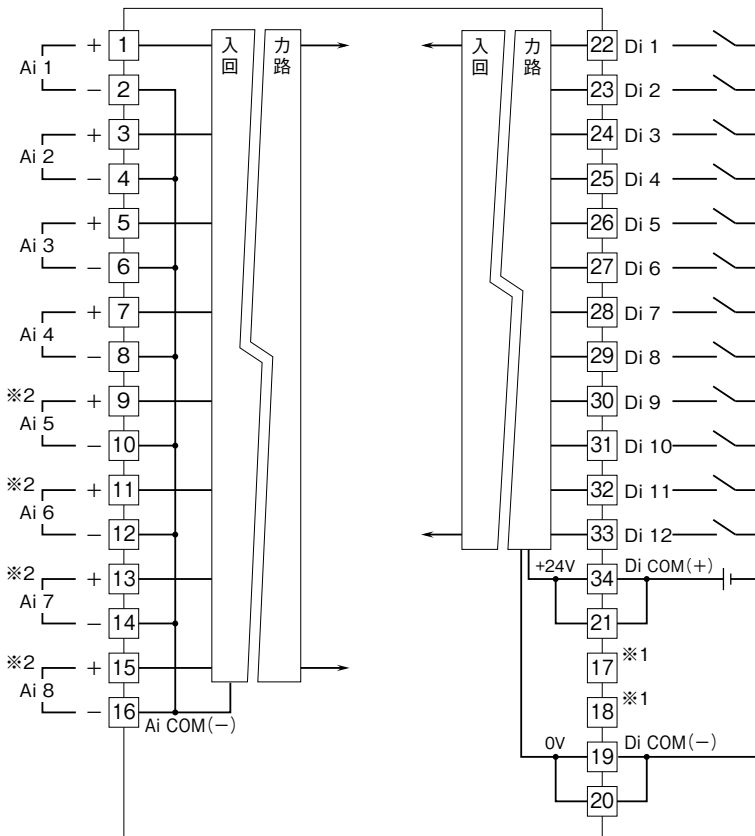 Ai 1
+ 1
− 2
Ai 2
+ 3
− 4
Ai 3
+ 5
− 6
Ai 4
+ 7
− 8
※2
Ai 5
+ 9
− 10
※2
Ai 6
+ 11
− 12
※2
Ai 7
+ 13
− 14
※2
Ai 8
+ 15
− 16
Ai COM(−)
入力
回路
入力
回路
22 Di 1
23 Di 2
24 Di 3
25 Di 4
26 Di 5
27 Di 6
28 Di 7
29 Di 8
30 Di 9
31 Di 10
32 Di 11
33 Di 12
+24V 34 Di COM(+)
21
17 ※1
18 ※1
0V 19 Di COM(−)
20